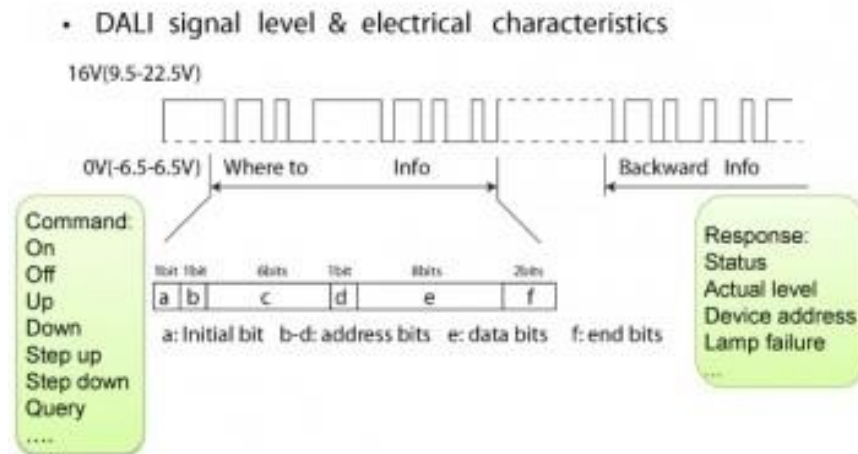 • DALI signal level & electrical characteristics
16V(9.5-22.5V)
0V(-6.5-6.5V) Where to Info Backward Info
Command:
On
Off
Up
Down
Step up
Step down
Query
....
1bit 1bit 6bits 1bit 8bits 2bits
a b c d e f
a: Initial bit b-d: address bits e: data bits f: end bits
Response:
Status
Actual level
Device address
Lamp failure
...